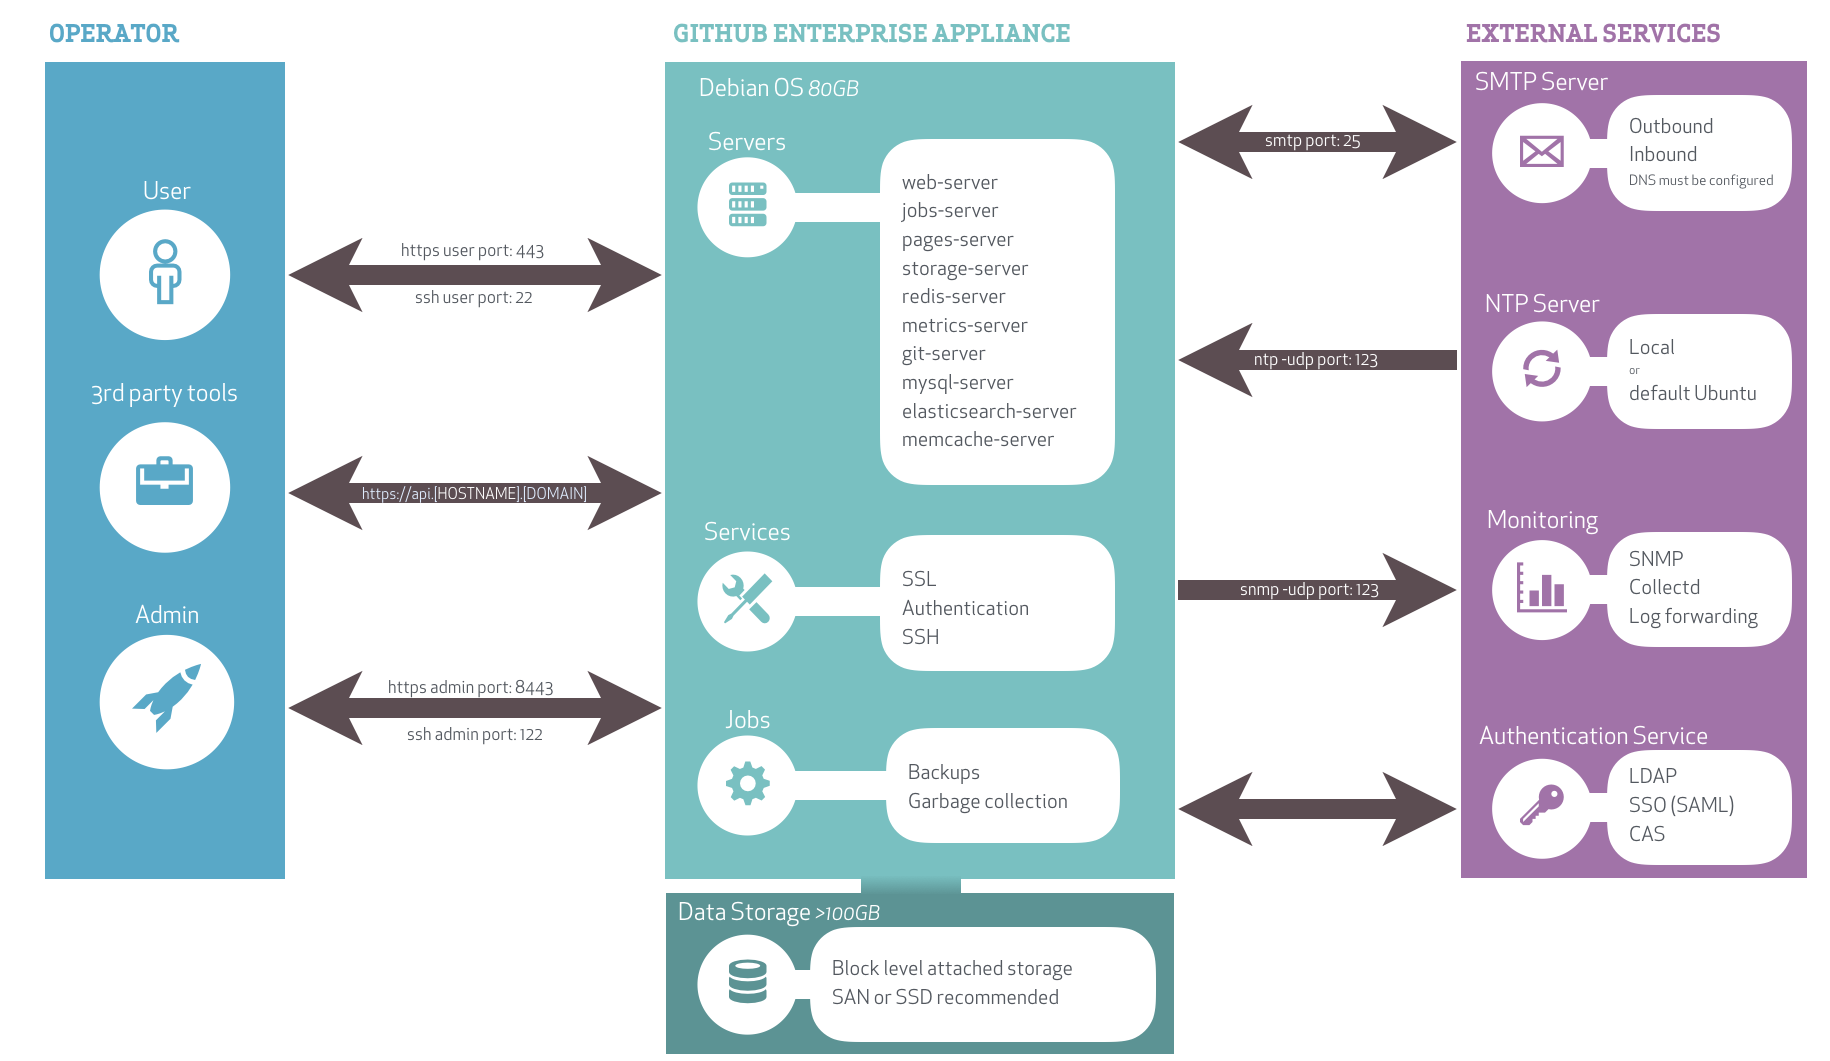 OPERATOR
User
3rd party tools
Admin
https user port: 443
ssh user port: 22
https://api.[HOSTNAME].[DOMAIN]
https admin port: 8443
ssh admin port: 122
GITHUB ENTERPRISE APPLIANCE
Debian OS 80GB
Servers
web-server
jobs-server
pages-server
storage-server
redis-server
metrics-server
git-server
mysql-server
elasticsearch-server
memcache-server
Services
SSL
Authentication
SSH
Jobs
Backups
Garbage collection
Data Storage >100GB
Block level attached storage
SAN or SSD recommended
smtp port: 25
ntp -udp port: 123
snmp -udp port: 123
EXTERNAL SERVICES
SMTP Server
Outbound
Inbound
DNS must be configured
NTP Server
Local
or
default Ubuntu
Monitoring
SNMP
Collectd
Log forwarding
Authentication Service
LDAP
SSO (SAML)
CAS